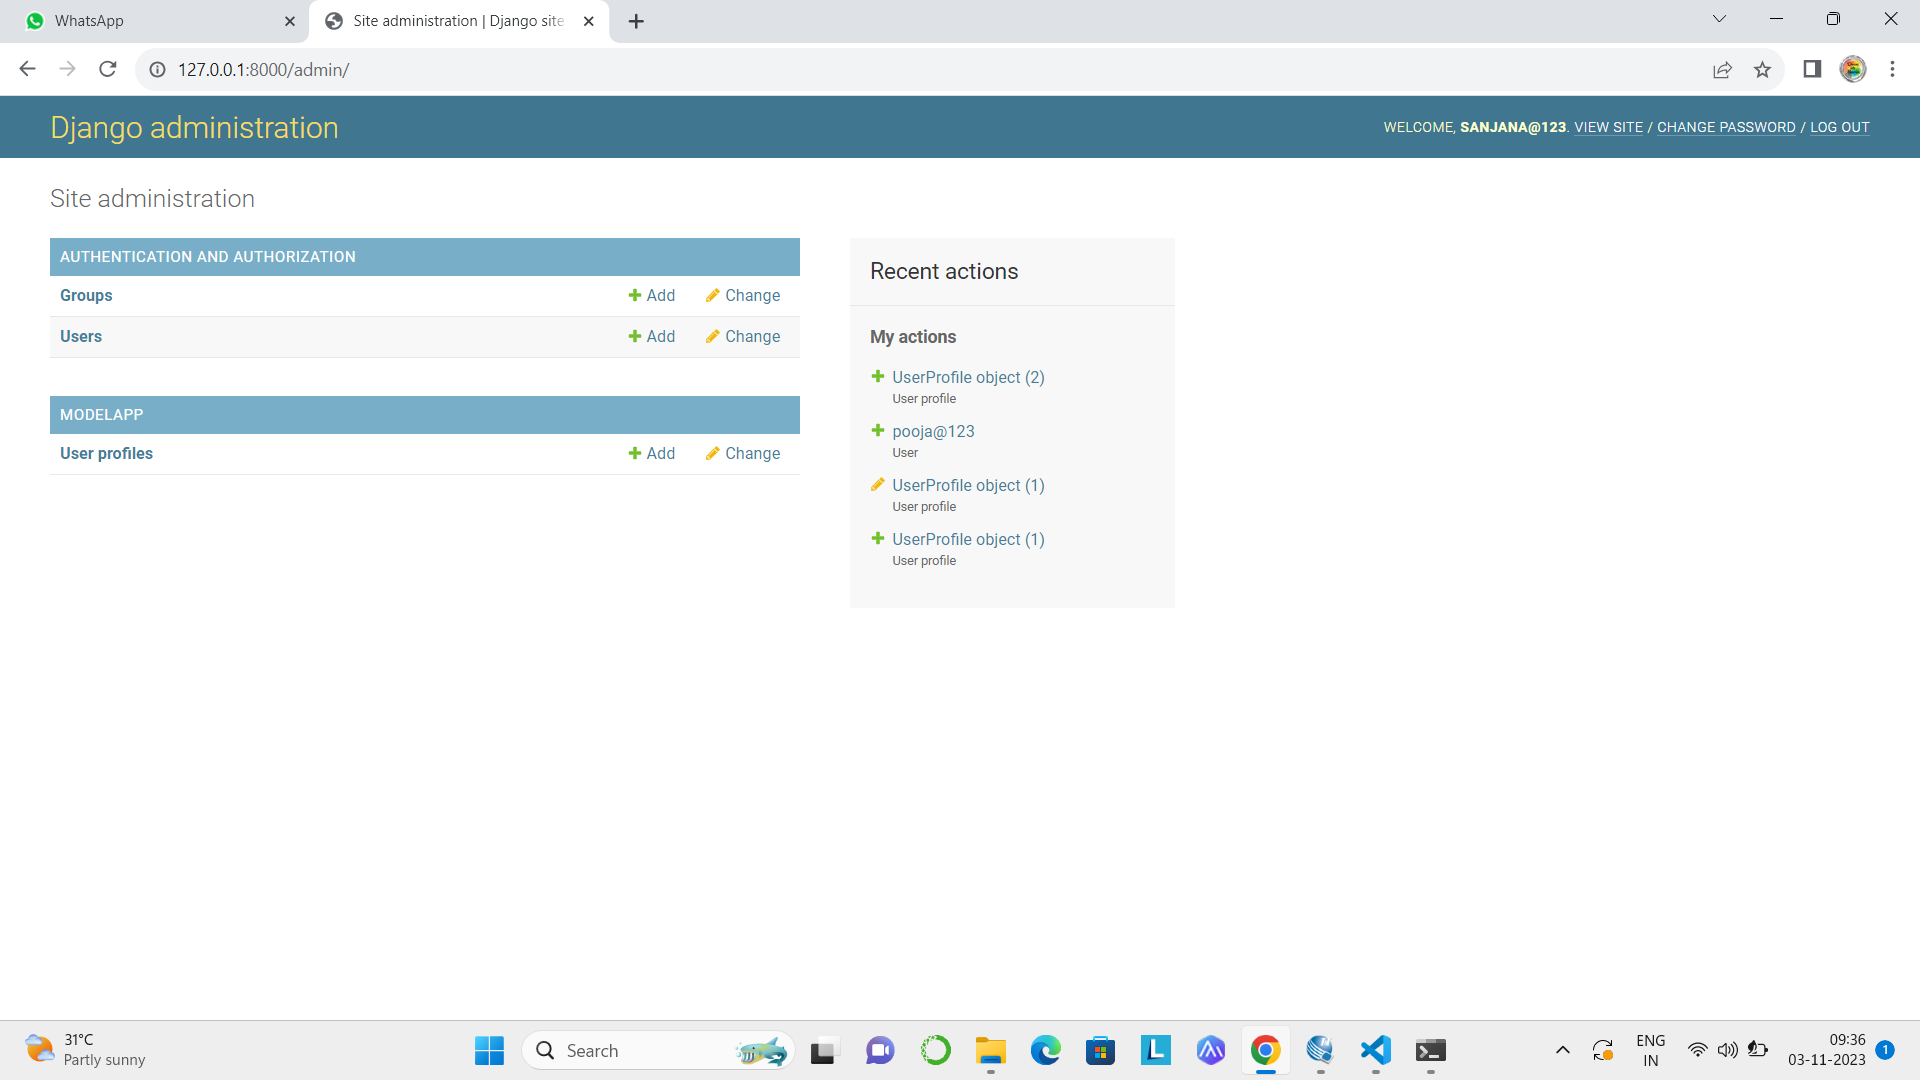 WhatsApp
Site administration | Django site
127.0.0.1:8000/admin/
Django administration
WELCOME, SANJANA@123. VIEW SITE / CHANGE PASSWORD / LOG OUT
Site administration
AUTHENTICATION AND AUTHORIZATION
Groups Add Change
Users Add Change
MODELAPP
User profiles Add Change
Recent actions
My actions
UserProfile object (2)
User profile
pooja@123
User
UserProfile object (1)
User profile
UserProfile object (1)
User profile
31°C
Partly sunny
Search
ENG
IN
09:36
03-11-2023
1